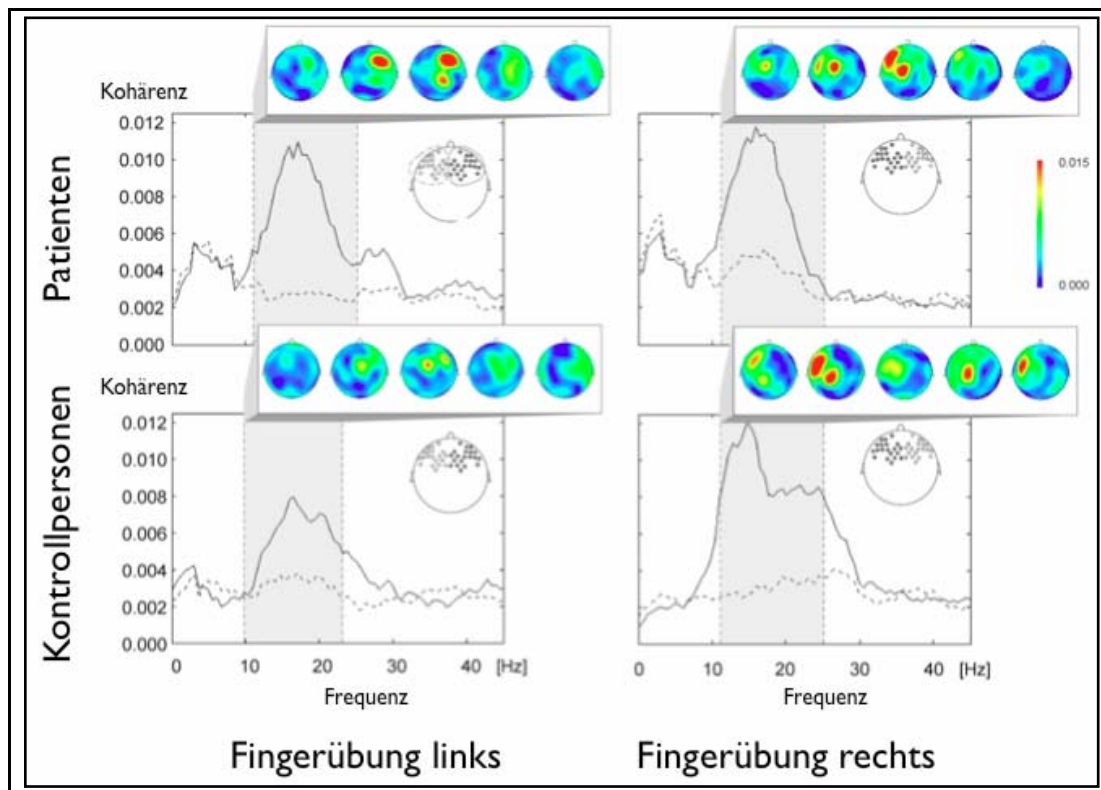 Patienten
Kohärenz
0.012
0.010
0.008
0.006
0.004
0.002
0.000
0.015
0.000
Kontrollpersonen
Kohärenz
0.012
0.010
0.008
0.006
0.004
0.002
0.000
0 10 20 30 40 [Hz]
0 10 20 30 40 [Hz]
Frequenz
Frequenz
Fingerübung links
Fingerübung rechts